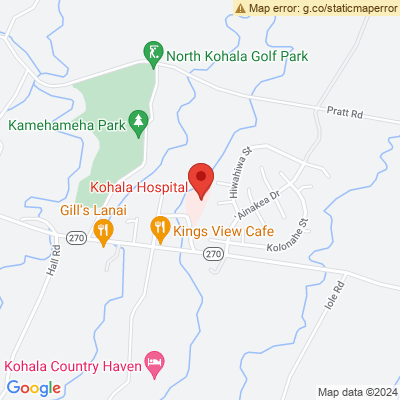 Map error: g.co/staticmaperror
North Kohala Golf Park
Pratt Rd
Kamehameha Park
Hiwahiwa St
Kohala Hospital
Ainakea Dr
Gill's Lanai
Kings View Cafe
Kolonahe St
270
270
Hall Rd
Iole Rd
Kohala Country Haven
Google
Map data ©2024